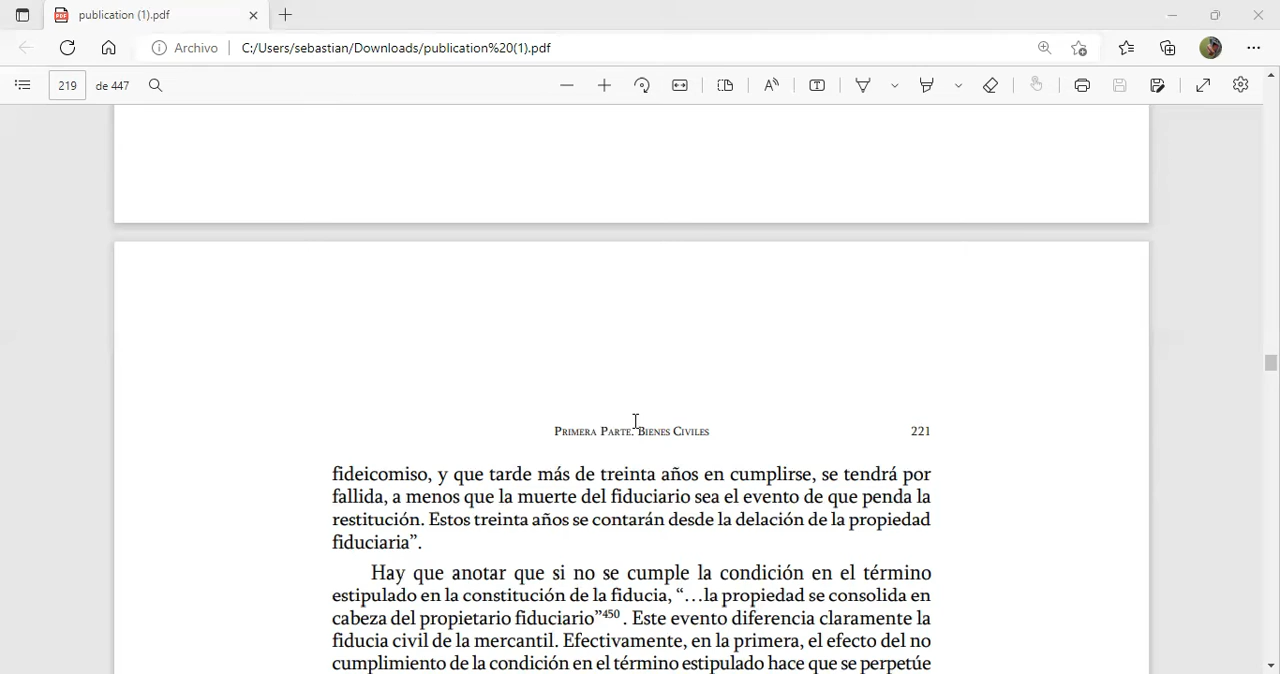 publication (1).pdf
Archivo C:/Users/sebastian/Downloads/publication%20(1).pdf
219 de 447
PRIMERA PARTE. BIENES CIVILES 221
fideicomiso, y que tarde más de treinta años en cumplirse, se tendrá por
fallida, a menos que la muerte del fiduciario sea el evento de que penda la
restitución. Estos treinta años se contarán desde la delación de la propiedad
fiduciaria”.
Hay que anotar que si no se cumple la condición en el término
estipulado en la constitución de la fiducia, “…la propiedad se consolida en
cabeza del propietario fiduciario”450 . Este evento diferencia claramente la
fiducia civil de la mercantil. Efectivamente, en la primera, el efecto del no
cumplimiento de la condición en el término estipulado hace que se perpetúe